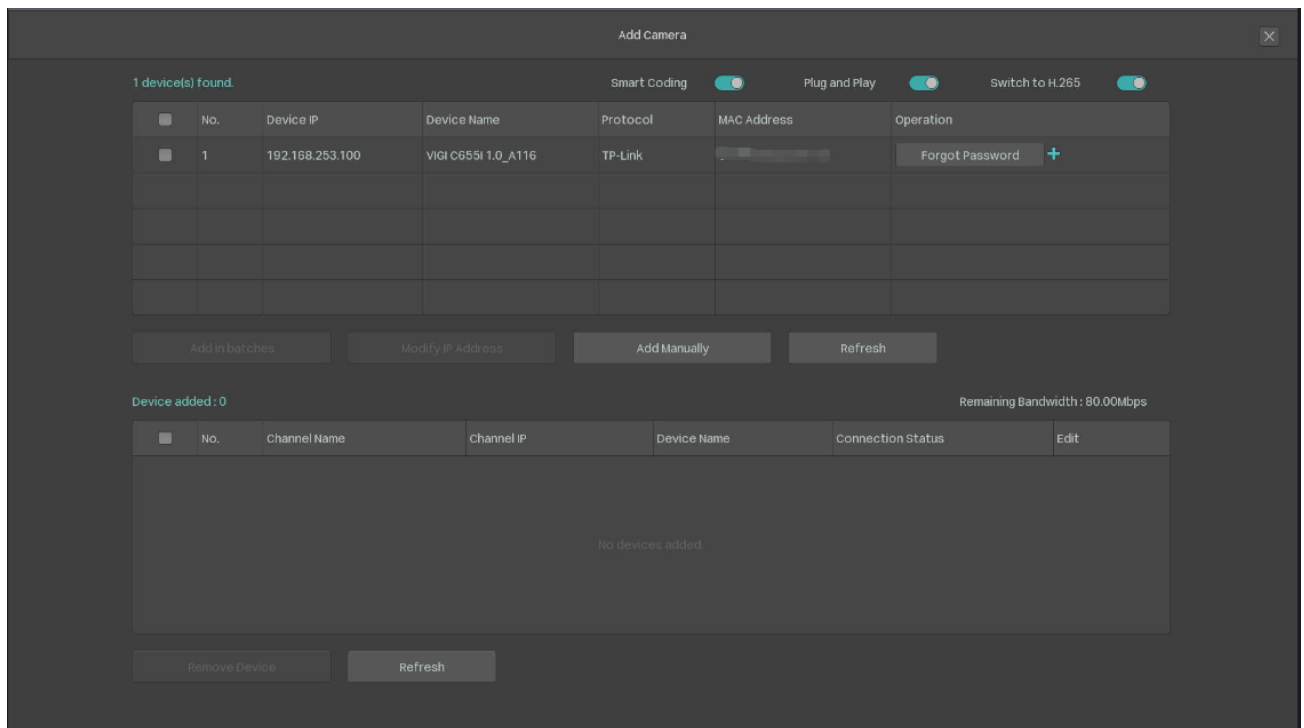 Add Camera
1 device(s) found. Smart Coding Plug and Play Switch to H.265
No. Device IP Device Name Protocol MAC Address Operation
1 192.168.253.100 VIGI C655I 1.0_A116 TP-Link Forgot Password +
Add in batches Modify IP Address Add Manually Refresh
Device added : 0 Remaining Bandwidth : 80.00Mbps
No. Channel Name Channel IP Device Name Connection Status Edit
No devices added.
Remove Device Refresh